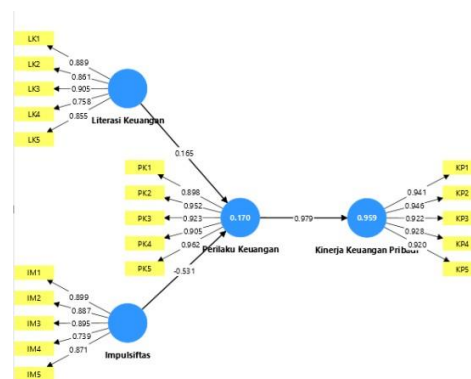 LK1
LK2
LK3
LK4
LK5
0.889
0.861
0.905
0.758
0.855
Literasi Keuangan
0.165
PK1
PK2
PK3
PK4
PK5
0.898
0.952
0.923
0.905
0.962
0.170
Perilaku Keuangan
0.979
0.959
Kinerja Keuangan
KP1
KP2
KP3
KP4
KP5
0.941
0.946
0.922
0.928
0.920
-0.531
IM1
IM2
IM3
IM4
IM5
0.899
0.887
0.895
0.739
0.871
Impulsiftas